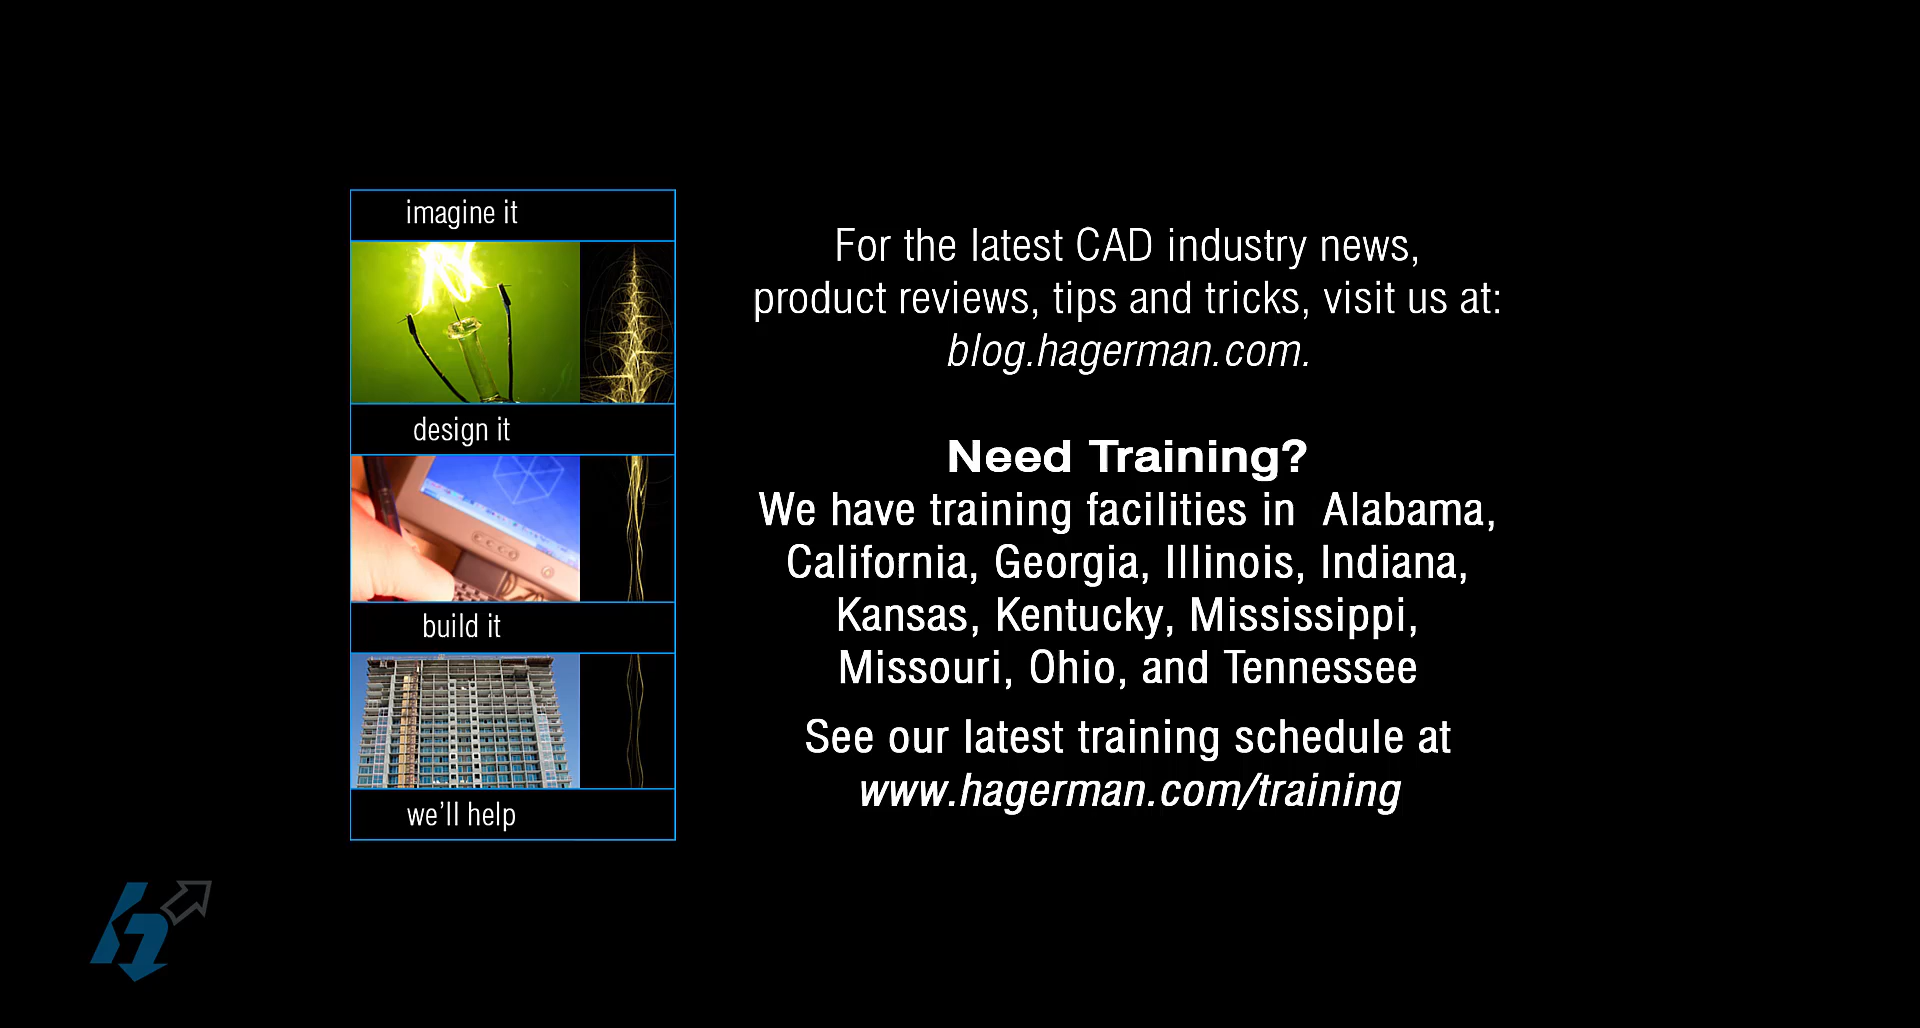 imagine it
design it
build it
we'll help
For the latest CAD industry news,
product reviews, tips and tricks, visit us at:
blog.hagerman.com.
Need Training?
We have training facilities in  Alabama,
California, Georgia, Illinois, Indiana,
Kansas, Kentucky, Mississippi,
Missouri, Ohio, and Tennessee
See our latest training schedule at
www.hagerman.com/training